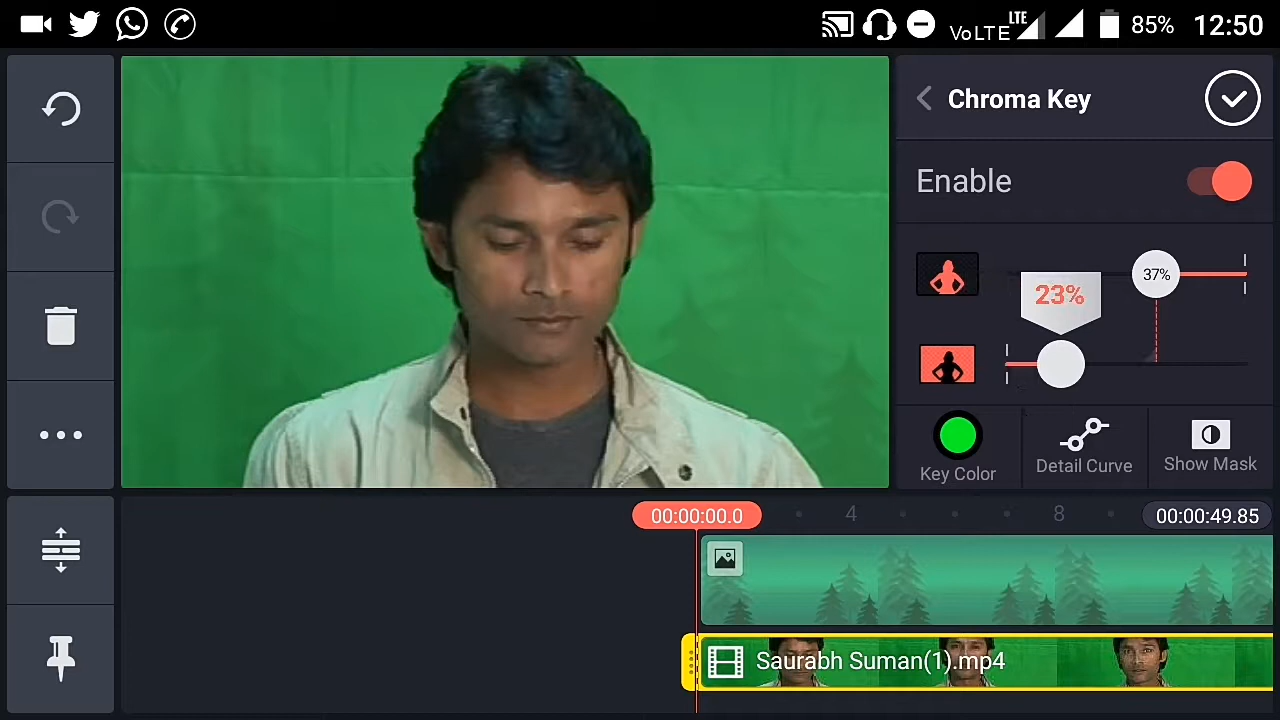 VoLTE LTE 85% 12:50
Chroma Key
Enable
37%
23%
Key Color
Detail Curve
Show Mask
00:00:00.0 4 8 00:00:49.85
Saurabh Suman(1).mp4